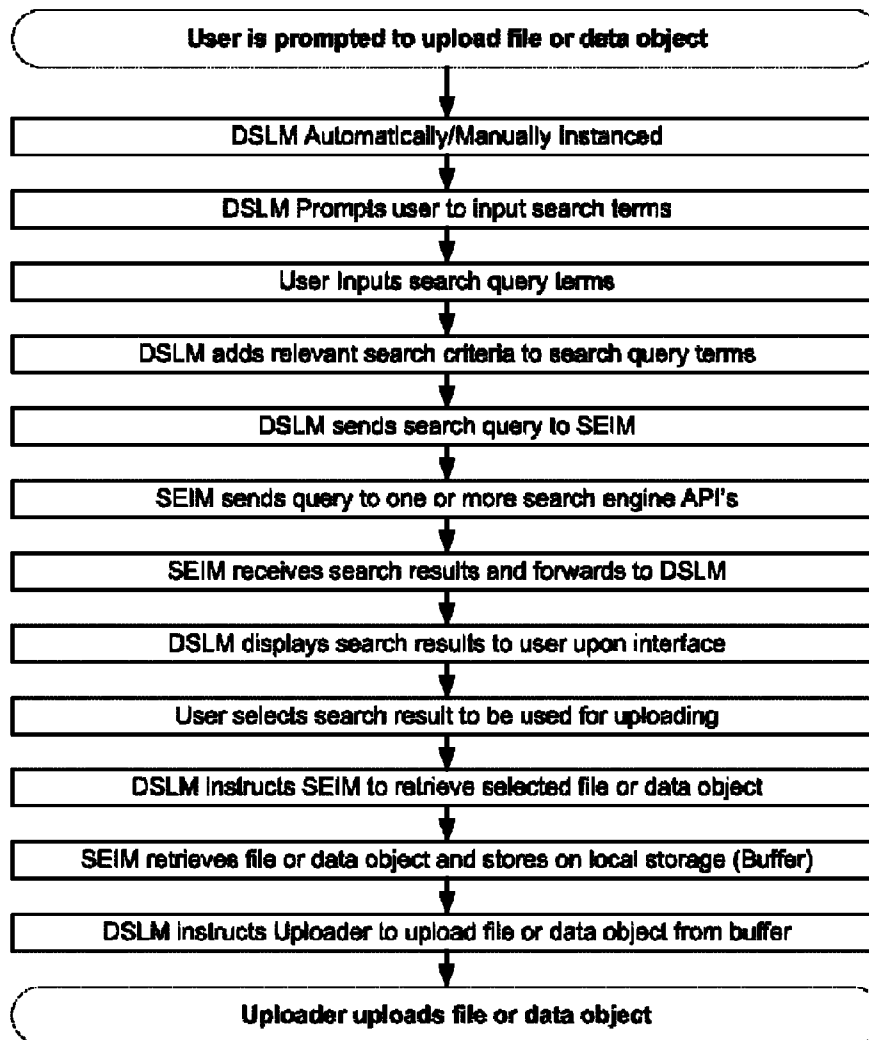 User is prompted to upload file or data object
DSLM Automatically/Manually Instanced
DSLM Prompts user to input search terms
User Inputs search query terms
DSLM adds relevant search criteria to search query terms
DSLM sends search query to SEIM
SEIM sends query to one or more search engine API's
SEIM receives search results and forwards to DSLM
DSLM displays search results to user upon interface
User selects search result to be used for uploading
DSLM instructs SEIM to retrieve selected file or data object
SEIM retrieves file or data object and stores on local storage (Buffer)
DSLM instructs Uploader to upload file or data object from buffer
Uploader uploads file or data object